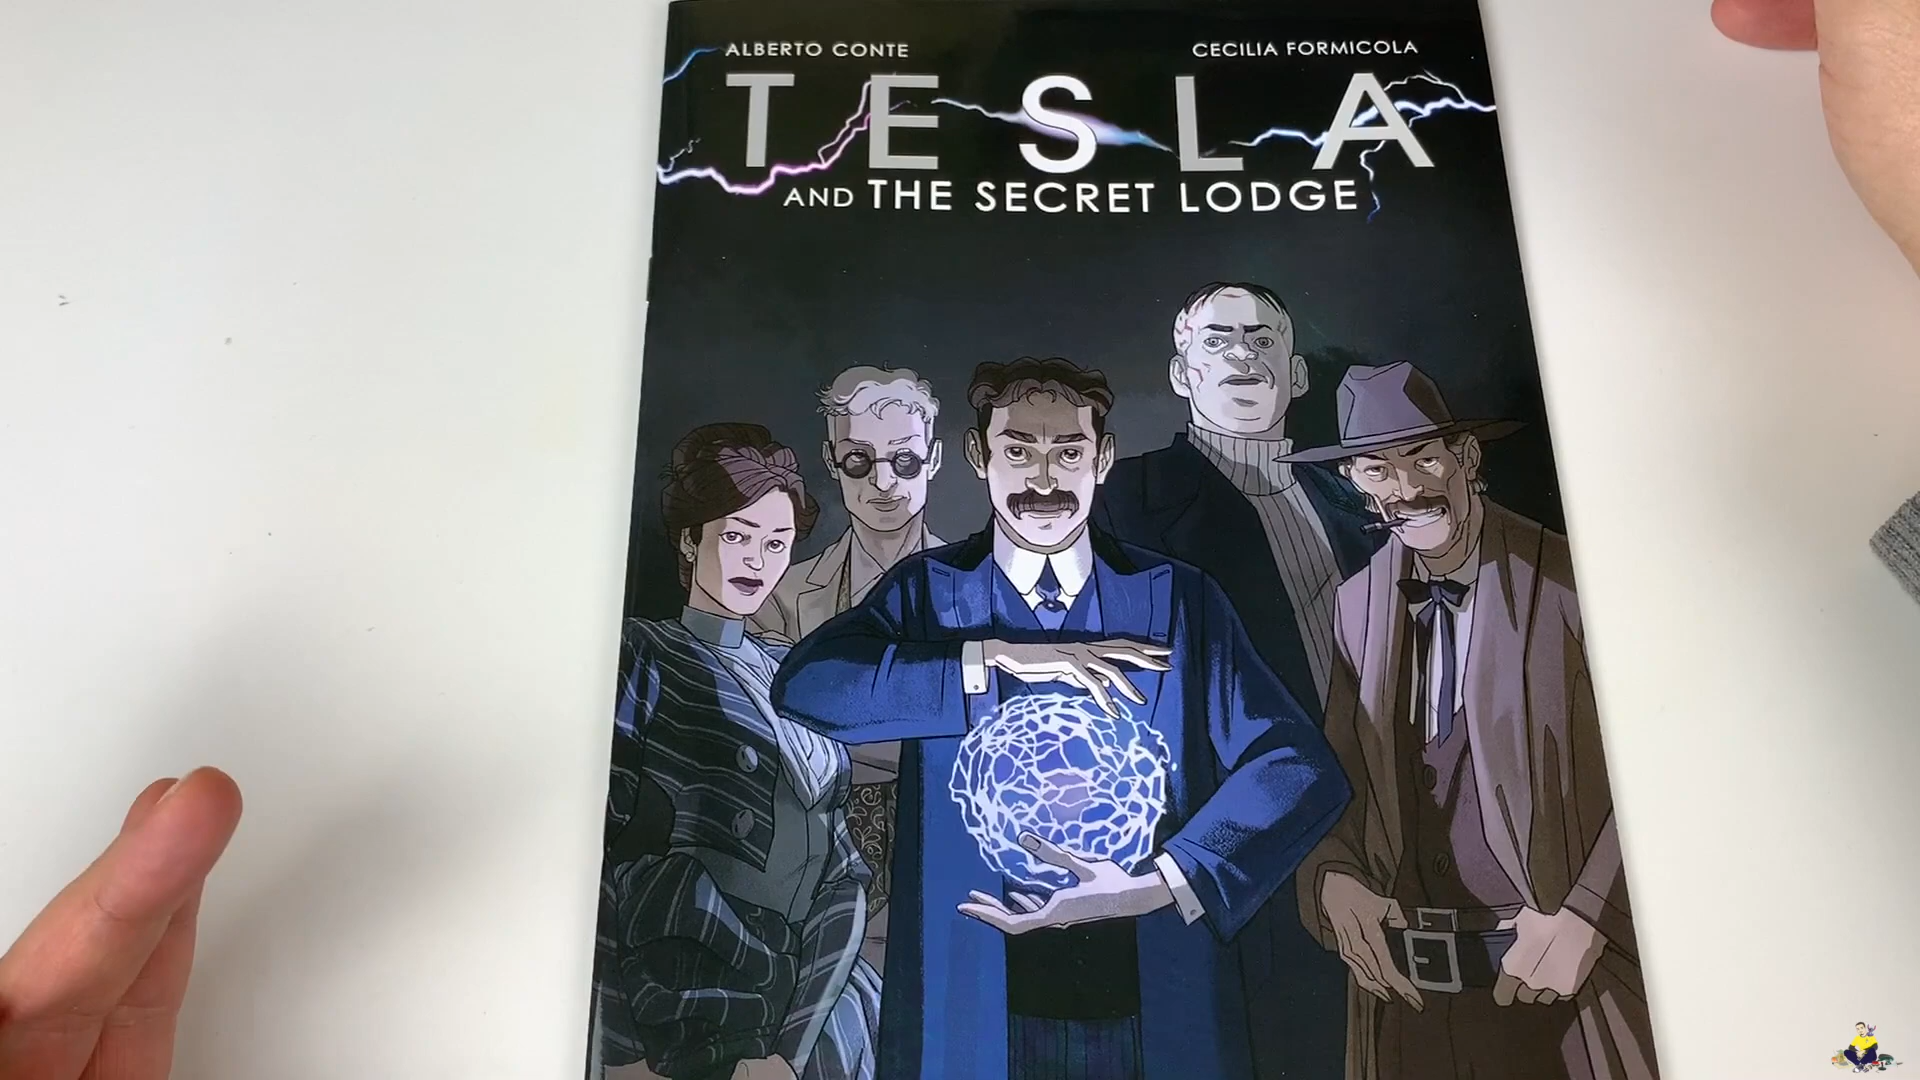 ALBERTO CONTE CECILIA FORMICOLA
TESLA
AND THE SECRET LODGE